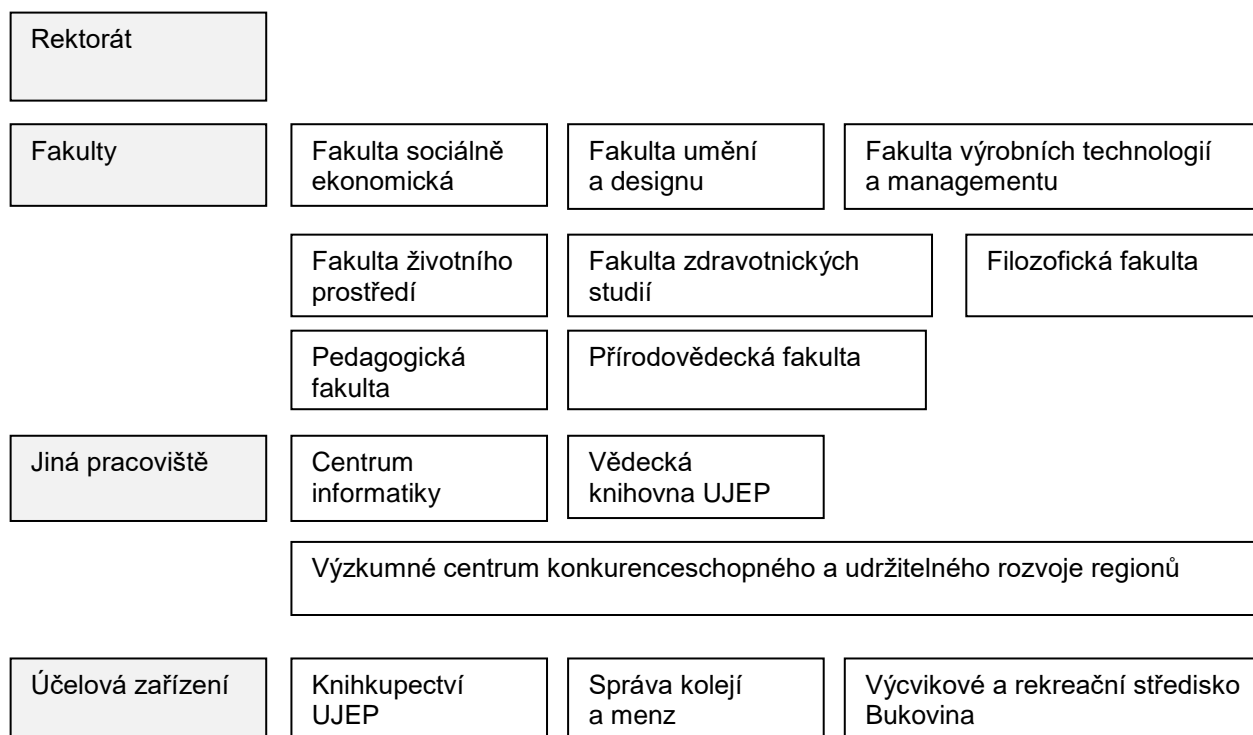 Rektorát
Fakulty
Fakulta sociálně
ekonomická
Fakulta umění
a designu
Fakulta výrobních technologií
a managementu
Fakulta životního
prostředí
Fakulta zdravotnických
studií
Filozofická fakulta
Pedagogická
fakulta
Přírodovědecká fakulta
Jiná pracoviště
Centrum
informatiky
Vědecká
knihovna UJEP
Výzkumné centrum konkurenceschopného a udržitelného rozvoje regionů
Účelová zařízení
Knihkupectví
UJEP
Správa kolejí
a menz
Výcvikové a rekreační středisko
Bukovina